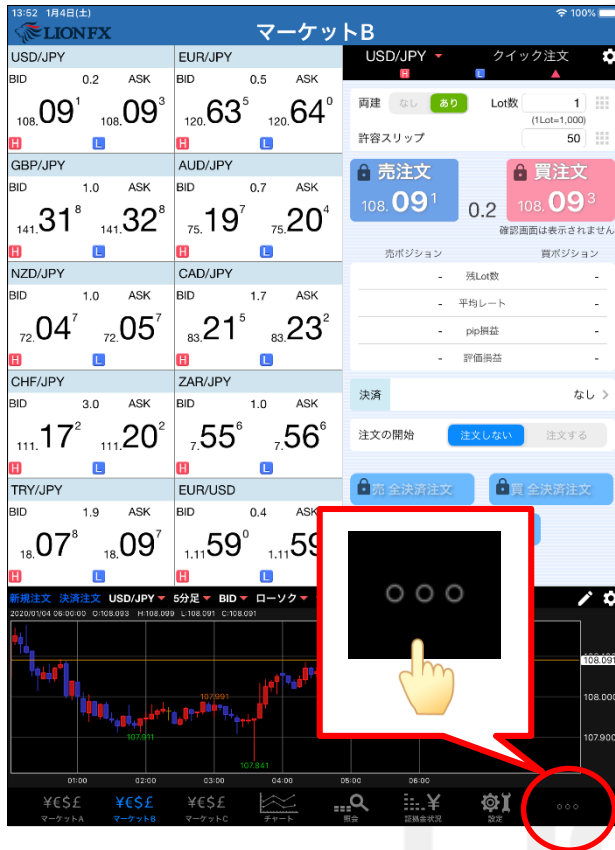 13:52 1月4日(土)
100%
LION FX
マーケットB
USD/JPY
EUR/JPY
BID 0.2 ASK
BID 0.5 ASK
108.09¹ 108.09³
120.63⁵ 120.64⁰
H L
H L
GBP/JPY
AUD/JPY
BID 1.0 ASK
BID 0.7 ASK
141.31⁸ 141.32⁸
75.19⁷ 75.20⁴
H L
H L
NZD/JPY
CAD/JPY
BID 1.0 ASK
BID 1.7 ASK
72.04⁷ 72.05⁷
83.21⁵ 83.23²
H L
H L
CHF/JPY
ZAR/JPY
BID 3.0 ASK
BID 1.0 ASK
111.17² 111.20²
7.55⁶ 7.56⁶
H L
H L
TRY/JPY
EUR/USD
BID 1.9 ASK
BID 0.4 ASK
18.07⁸ 18.09⁷
1.1159⁰ 1.1159
H L
H
USD/JPY クイック注文
H L
両建 なし あり Lot数 1
(1Lot=1,000)
許容スリップ 50
売注文 買注文
108.09¹ 0.2 108.09³
確認画面は表示されません
売ポジション 買ポジション
- 残Lot数 -
- 平均レート -
- pip損益 -
- 評価損益 -
決済 なし
注文の開始 注文しない 注文する
売 全決済注文 買 全決済注文
新規注文 決済注文 USD/JPY 5分足 BID ローソク
2020/01/04 06:00:00 O:108.093 H:108.099 L:108.091 C:108.091
108.091
107.991
108.000
107.911
107.900
107.841
01:00 02:00 03:00 04:00 05:00 06:00
¥€$£ ¥€$£ ¥€$£
マーケットA マーケットB マーケットC チャート 照会 証拠金状況 設定